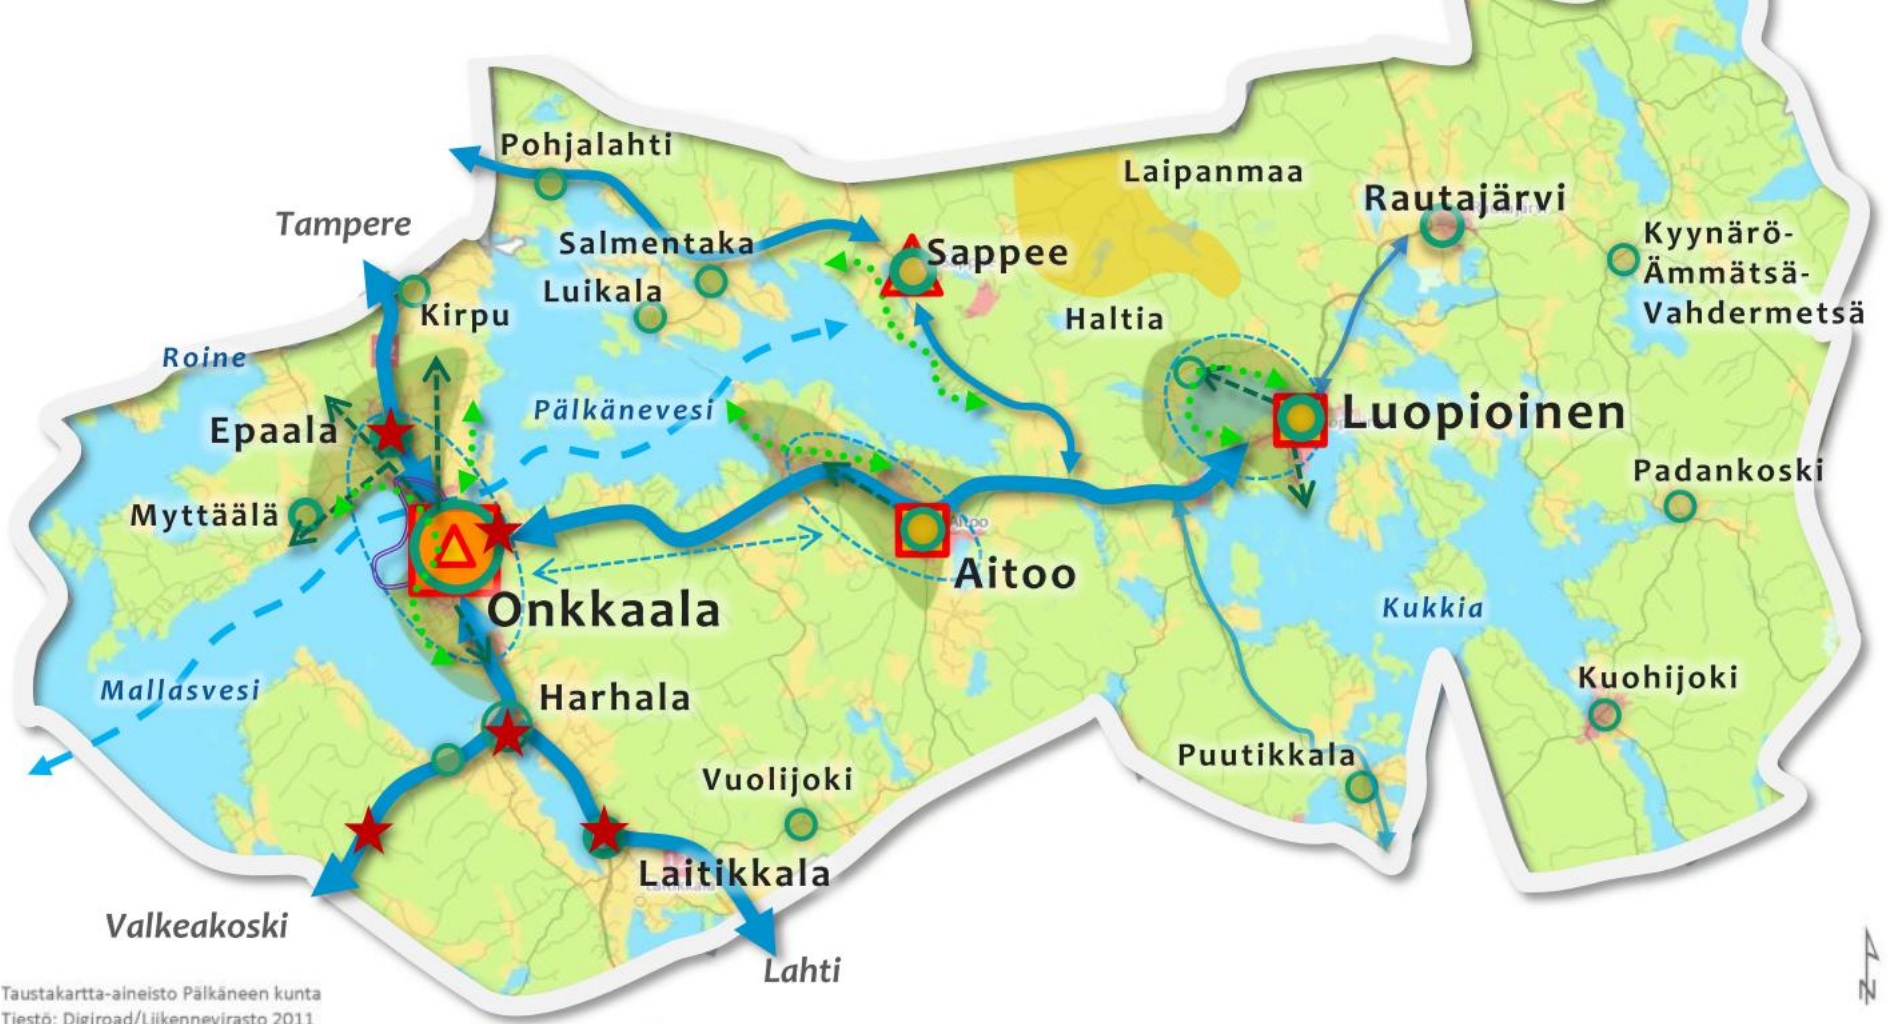 Pohjalahti
Laipanmaa
Rautajärvi
Tampere
Salmentaka
Sappee
Kyynärö-
Ämmätsä-
Vahdermetsä
Luikala
Kirpu
Haltia
Roine
Pälkänevesi
Epaala
Luopioinen
Padankoski
Myttäälä
Aitoo
Aitoo
Onkkaala
Kukkia
Mallasvesi
Harhala
Kuohijoki
Puutikkala
Vuolijoki
Laitikkala
Valkeakoski
Lahti
Taustakartta-aineisto Pälkäneen kunta
Tiestö: Digiroad/Liikennevirasto 2011
N